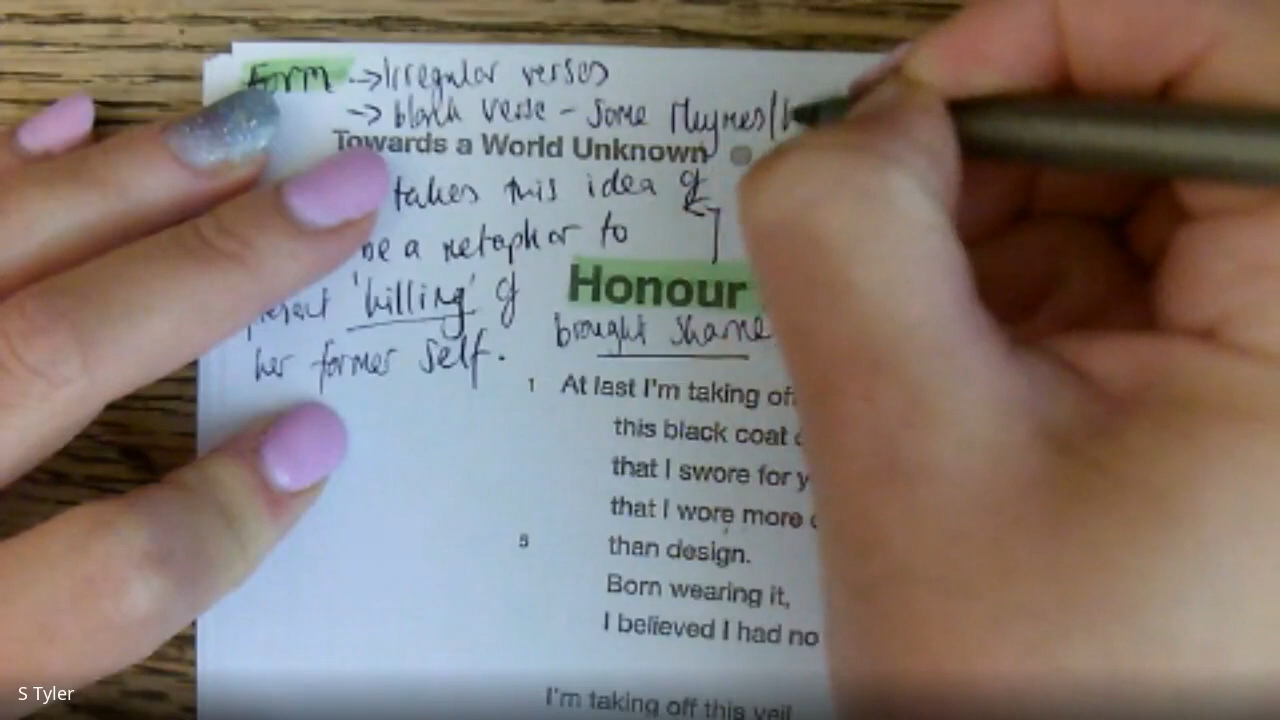 Form -> Irregular verses
-> blank verse - some rhymes/h
Towards a World Unknown
takes this idea of
be a metaphor to
'killing' of
Honour
brought shame
her former self.
1 At last I'm taking of
this black coat
that I swore for y
that I wore more
5 than design.
Born wearing it,
I believed I had no
I'm taking off this veil
S Tyler